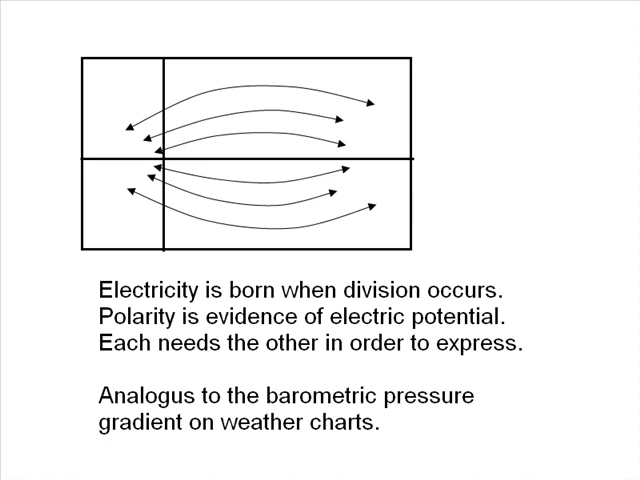 Electricity is born when division occurs.
Polarity is evidence of electric potential.
Each needs the other in order to express.
Analogus to the barometric pressure
gradient on weather charts.